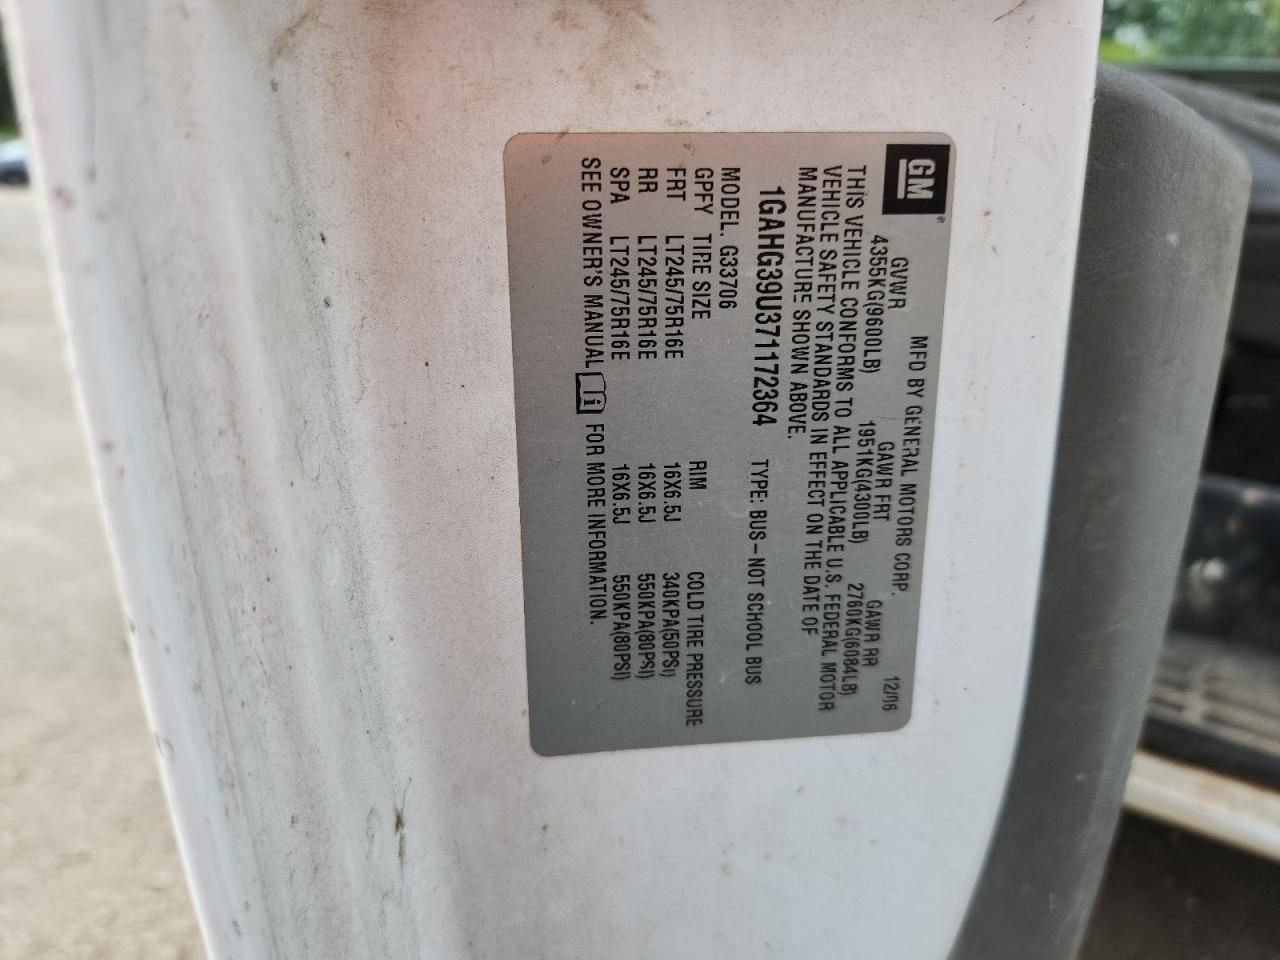 GM®
MFD BY GENERAL MOTORS CORP. 12/06
GVWR GAWR FRT GAWR RR
4355KG(9600LB) 1951KG(4300LB) 2760KG(6084LB)
THIS VEHICLE CONFORMS TO ALL APPLICABLE U.S. FEDERAL MOTOR
VEHICLE SAFETY STANDARDS IN EFFECT ON THE DATE OF
MANUFACTURE SHOWN ABOVE.
1GAHG39U371172364 TYPE: BUS – NOT SCHOOL BUS
MODEL. G33706
GPFY TIRE SIZE RIM COLD TIRE PRESSURE
FRT LT245/75R16E 16X6.5J 340KPA(50PSI)
RR LT245/75R16E 16X6.5J 550KPA(80PSI)
SPA LT245/75R16E 16X6.5J 550KPA(80PSI)
SEE OWNER'S MANUAL i FOR MORE INFORMATION.